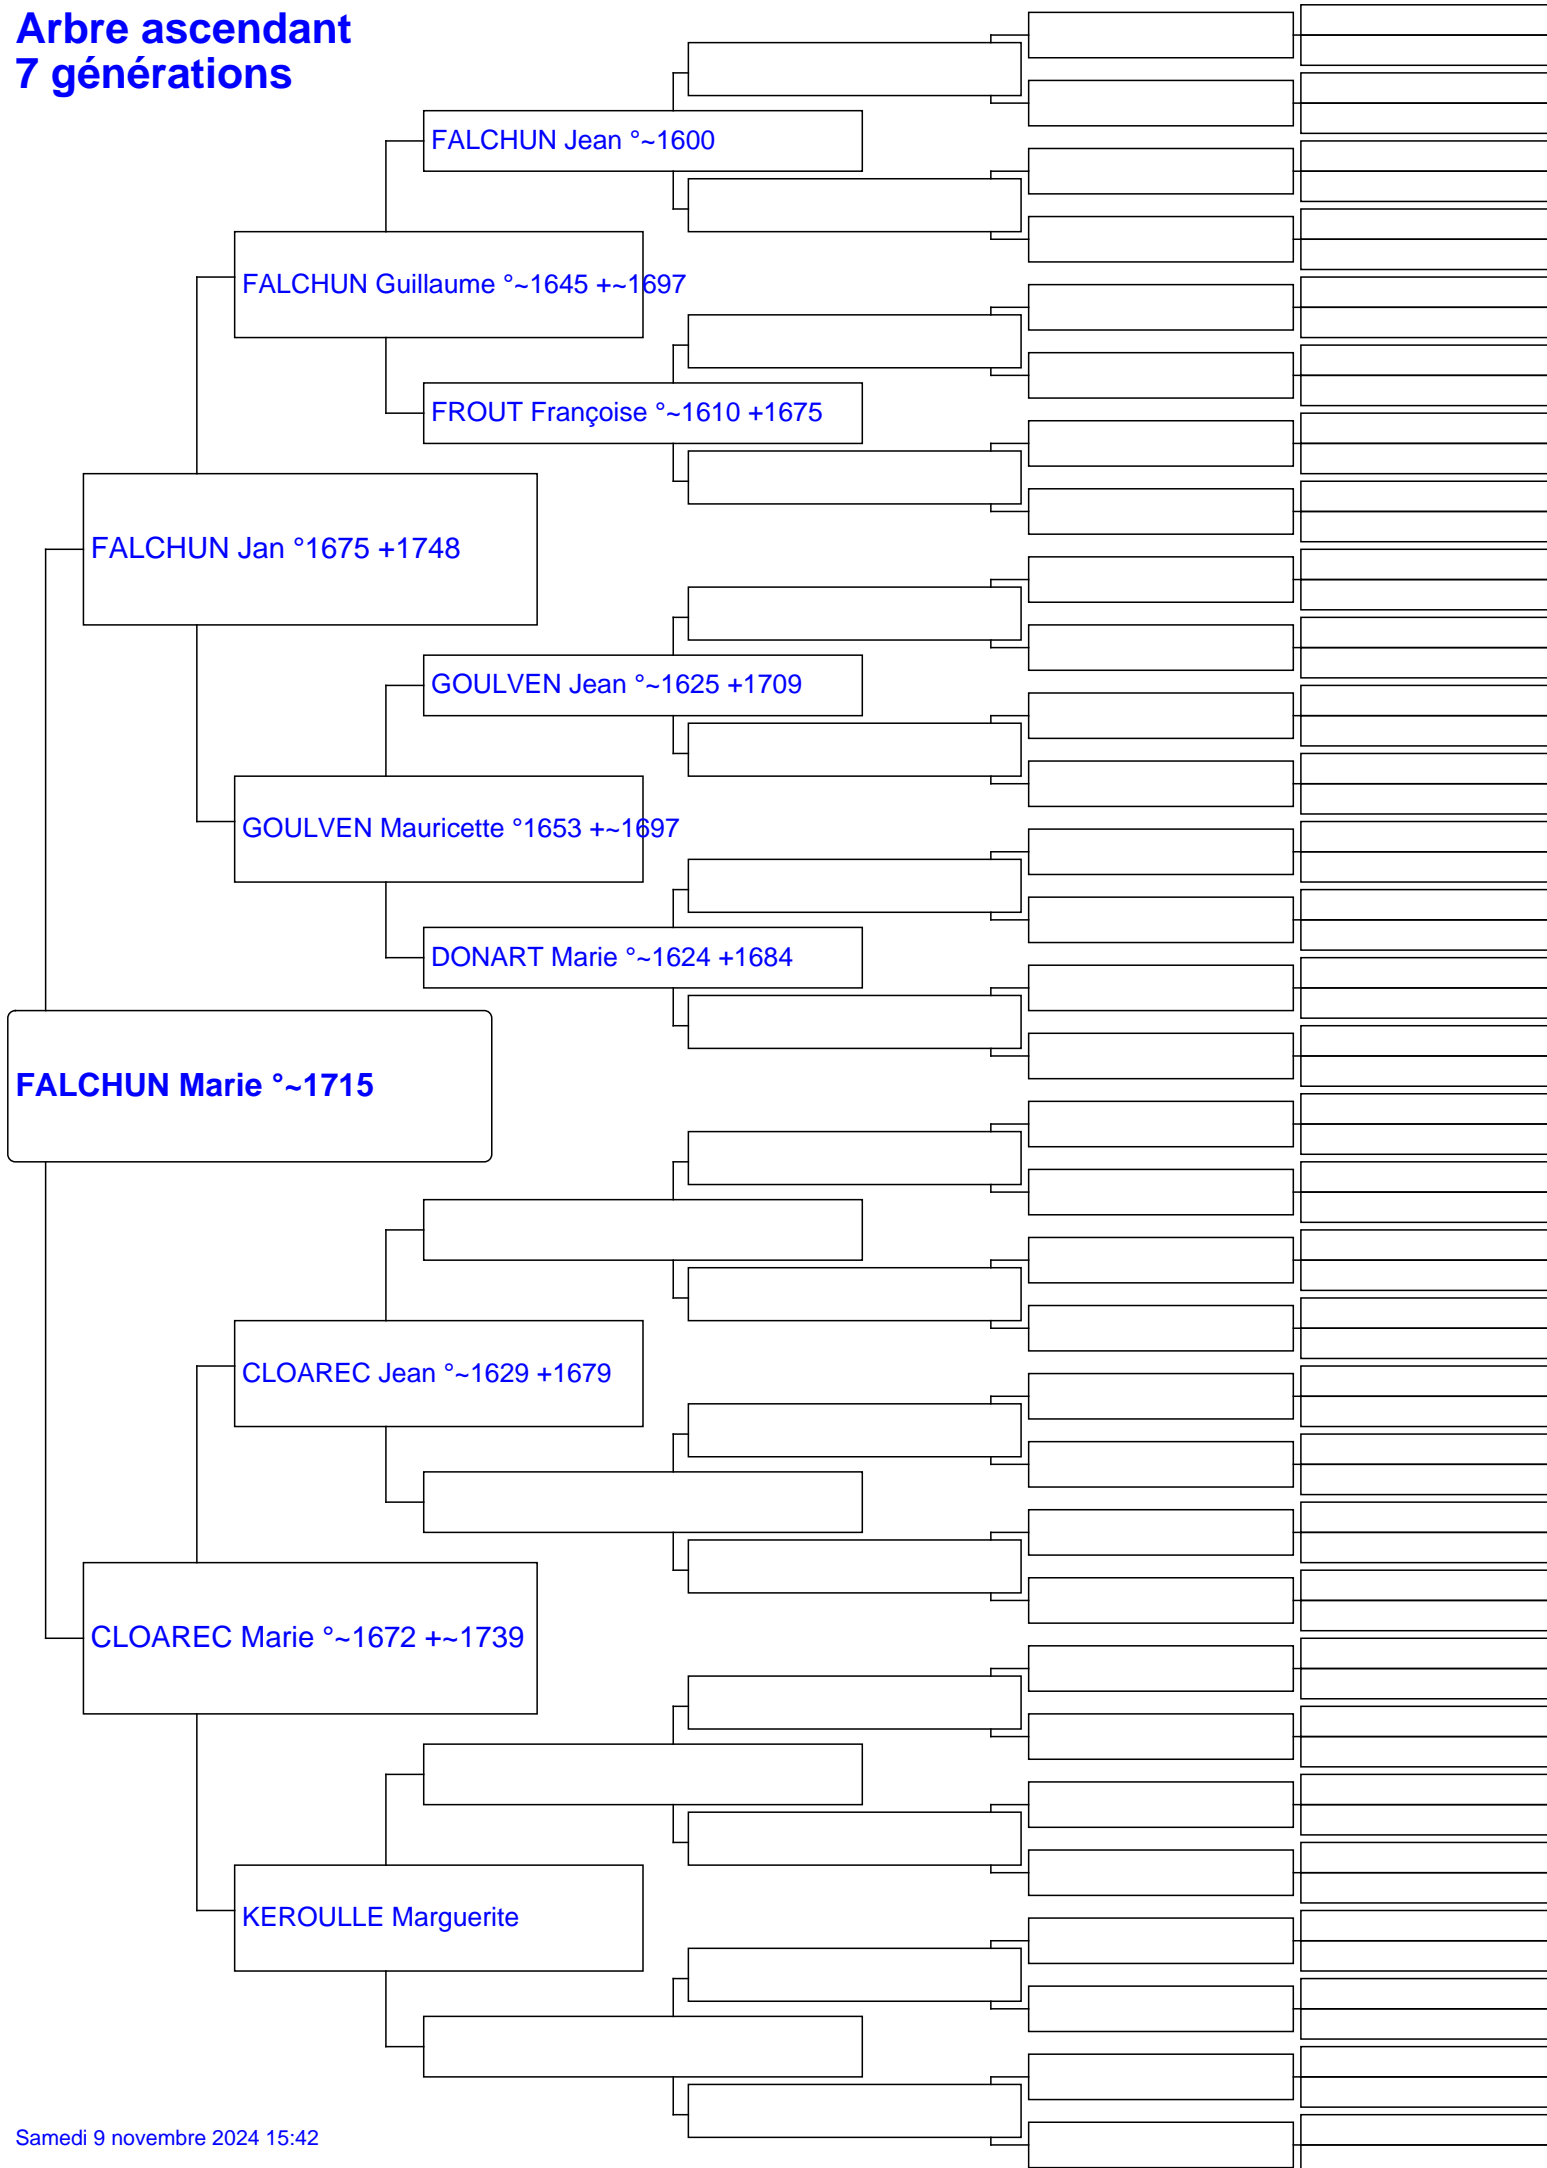 Arbre ascendant
7 générations
FALCHUN Jean °~1600
FALCHUN Guillaume °~1645 +~1697
FROUT Françoise °~1610 +1675
FALCHUN Jan °1675 +1748
GOULVEN Jean °~1625 +1709
GOULVEN Mauricette °1653 +~1697
DONART Marie °~1624 +1684
FALCHUN Marie °~1715
CLOAREC Jean °~1629 +1679
CLOAREC Marie °~1672 +~1739
KEROULLE Marguerite
Samedi 9 novembre 2024 15:42